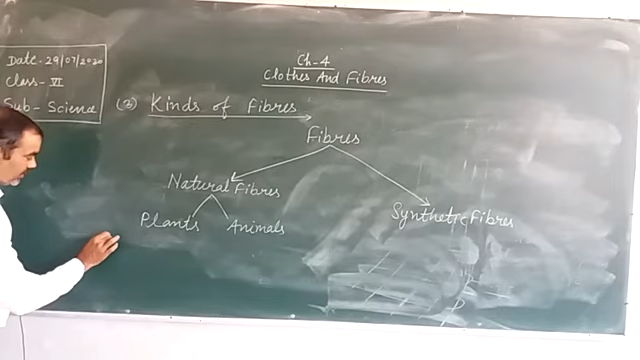 Date- 29/07/2020
Class- VI
Sub- Science
Ch-4
Clothes And Fibres
(3) Kinds of Fibres
Fibres
Natural Fibres
Synthetic Fibres
Plants Animals